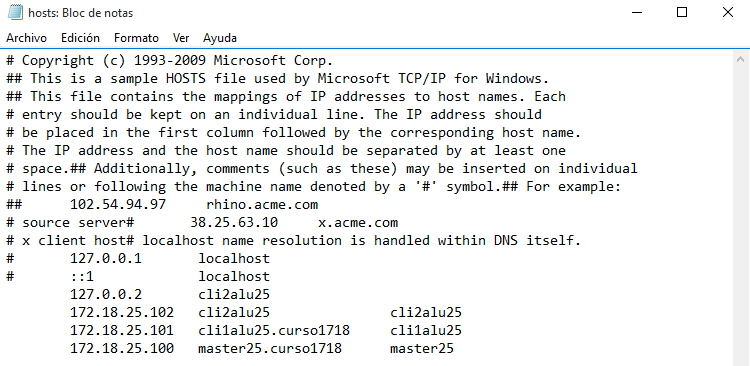 hosts: Bloc de notas
Archivo Edición Formato Ver Ayuda
# Copyright (c) 1993-2009 Microsoft Corp.
## This is a sample HOSTS file used by Microsoft TCP/IP for Windows.
## This file contains the mappings of IP addresses to host names. Each
# entry should be kept on an individual line. The IP address should
# be placed in the first column followed by the corresponding host name.
# The IP address and the host name should be separated by at least one
# space.## Additionally, comments (such as these) may be inserted on individual
# lines or following the machine name denoted by a '#' symbol.## For example:
##      102.54.94.97     rhino.acme.com
# source server#       38.25.63.10     x.acme.com
# x client host# localhost name resolution is handled within DNS itself.
#       127.0.0.1       localhost
#       ::1             localhost
        127.0.0.2       cli2alu25
        172.18.25.102   cli2alu25               cli2alu25
        172.18.25.101   cli1alu25.curso1718     cli1alu25
        172.18.25.100   master25.curso1718      master25